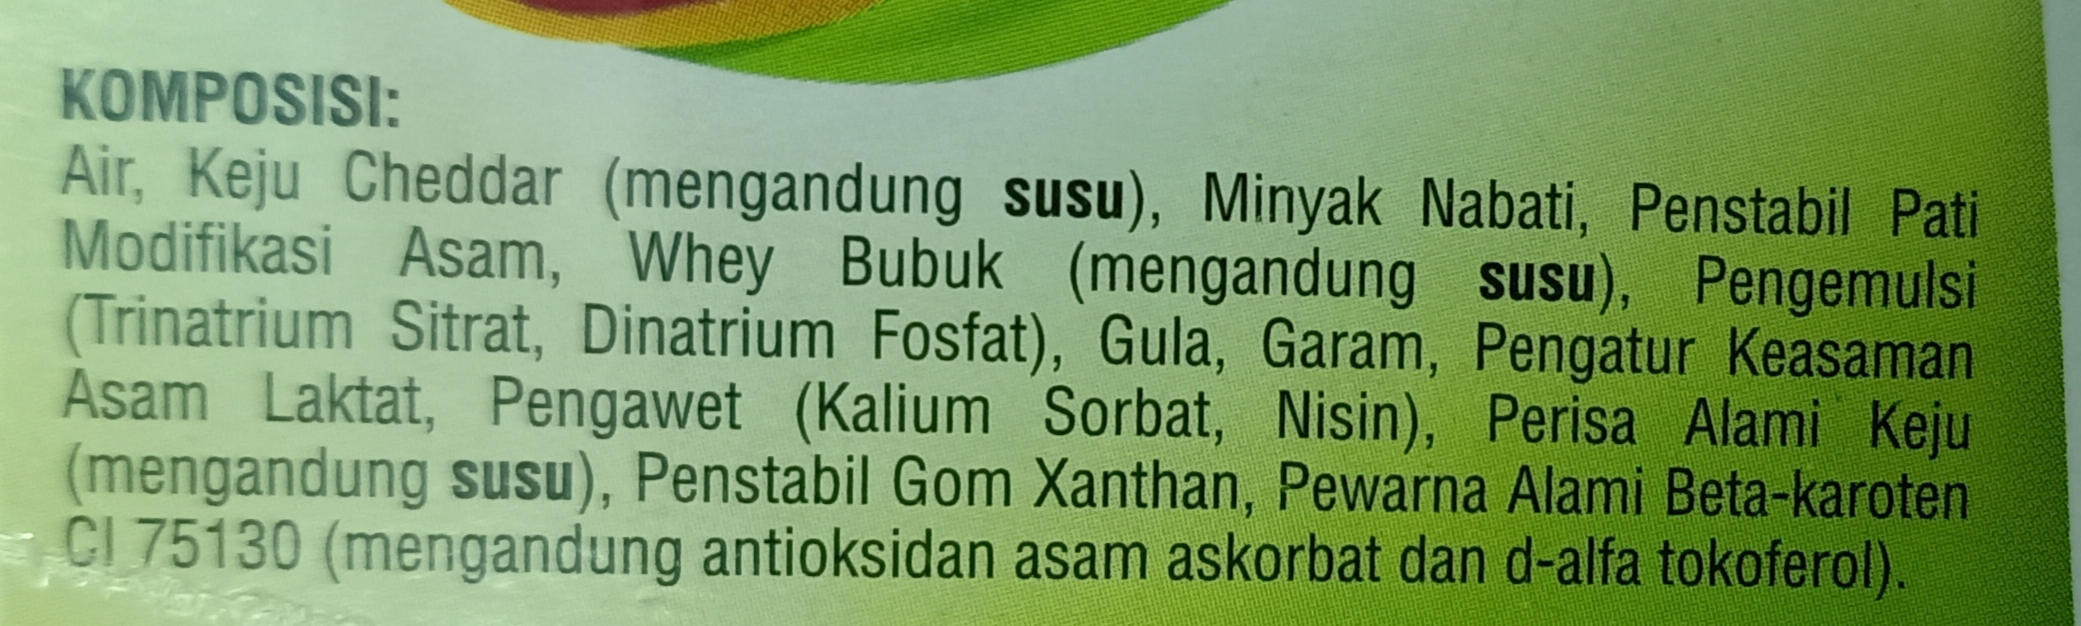 KOMPOSISI:
Air, Keju Cheddar (mengandung susu), Minyak Nabati, Penstabil Pati
Modifikasi Asam, Whey Bubuk (mengandung susu), Pengemulsi
(Trinatrium Sitrat, Dinatrium Fosfat), Gula, Garam, Pengatur Keasaman
Asam Laktat, Pengawet (Kalium Sorbat, Nisin), Perisa Alami Keju
(mengandung susu), Penstabil Gom Xanthan, Pewarna Alami Beta-karoten
CI 75130 (mengandung antioksidan asam askorbat dan d-alfa tokoferol).